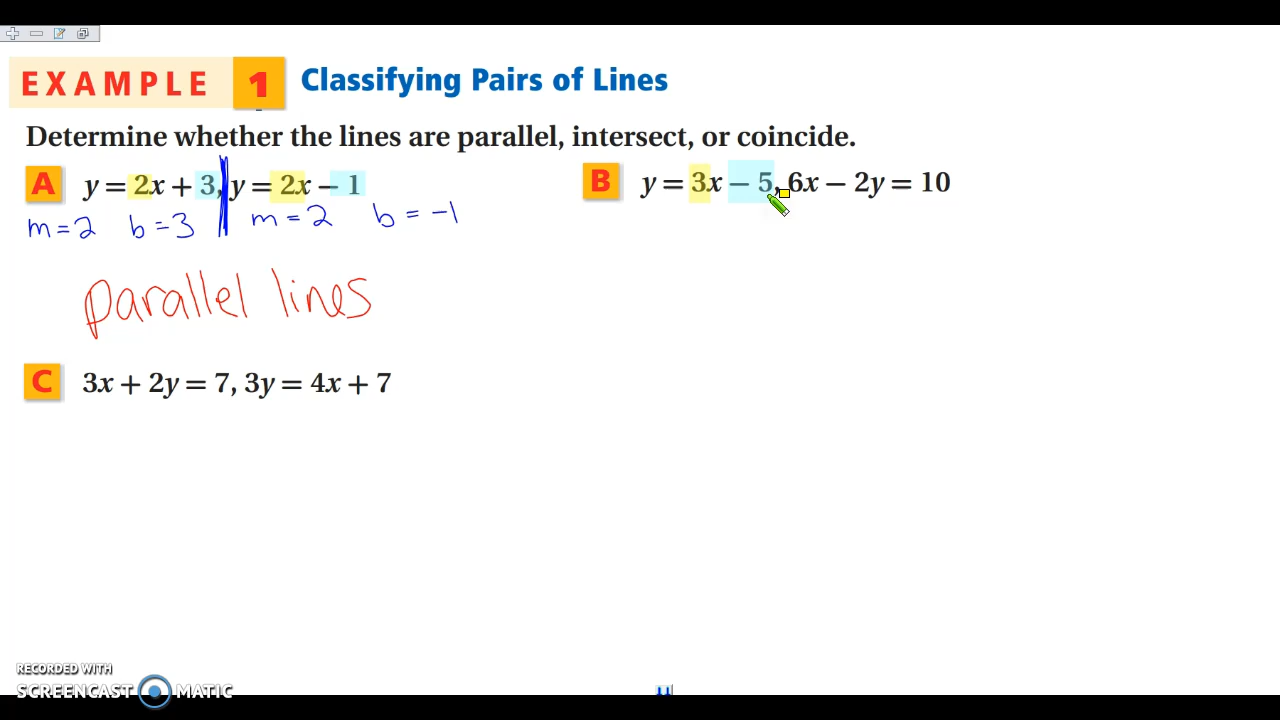 EXAMPLE 1 Classifying Pairs of Lines
Determine whether the lines are parallel, intersect, or coincide.
A y = 2x + 3, y = 2x − 1
m = 2 b = 3 m = 2 b = −1
parallel lines
B y = 3x − 5, 6x − 2y = 10
C 3x + 2y = 7, 3y = 4x + 7
RECORDED WITH
SCREENCAST MATIC